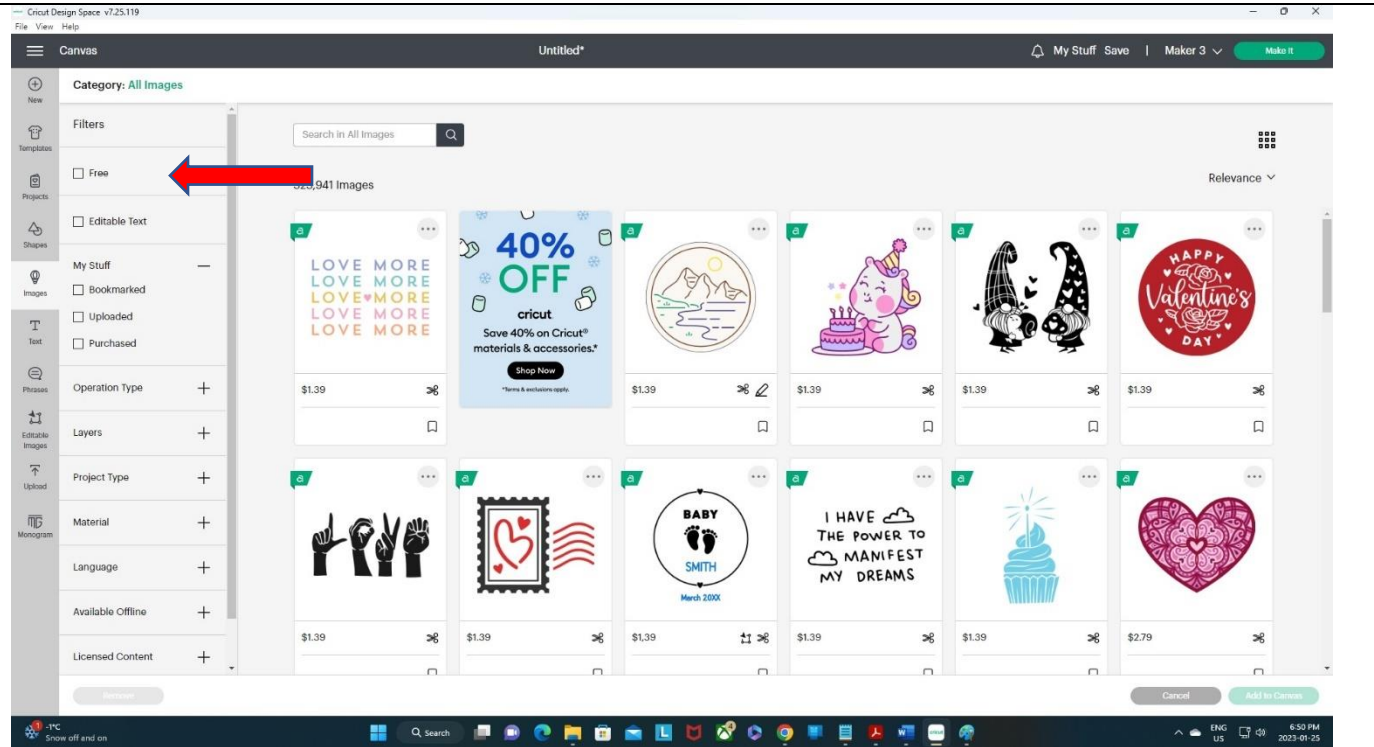 Cricut Design Space v7.25.119
File View Help
Canvas
Untitled*
My Stuff Save | Maker 3
Make It
New
Templates
Projects
Shapes
Images
Text
Phrases
Editable
Images
Upload
Monogram
Category: All Images
Filters
Free
Editable Text
My Stuff
Bookmarked
Uploaded
Purchased
Operation Type
Layers
Project Type
Material
Language
Available Offline
Licensed Content
Search in All Images
,941 Images
Relevance
a
LOVE MORE
LOVE MORE
LOVE♥MORE
LOVE MORE
LOVE MORE
$1.39
40%
OFF
cricut
Save 40% on Cricut®
materials & accessories.*
Shop Now
*Terms & exclusions apply.
a
$1.39
a
$1.39
a
$1.39
a
HAPPY
Valentine's
DAY
$1.39
a
$1.39
a
$1.39
a
BABY
SMITH
March 20XX
$1.39
a
I HAVE
THE POWER TO
MANIFEST
MY DREAMS
$1.39
a
$1.39
a
$2.79
Remove
Cancel
Add to Canvas
1
-1°C
Snow off and on
Search
L
W
cricut
ENG
US
6:50 PM
2023-01-25